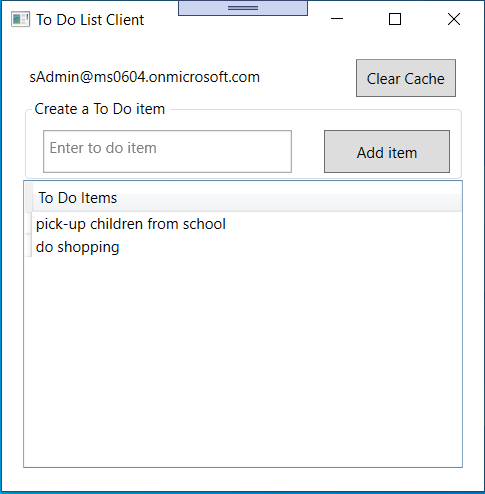 To Do List Client
sAdmin@ms0604.onmicrosoft.com
Clear Cache
Create a To Do item
Enter to do item
Add item
To Do Items
pick-up children from school
do shopping